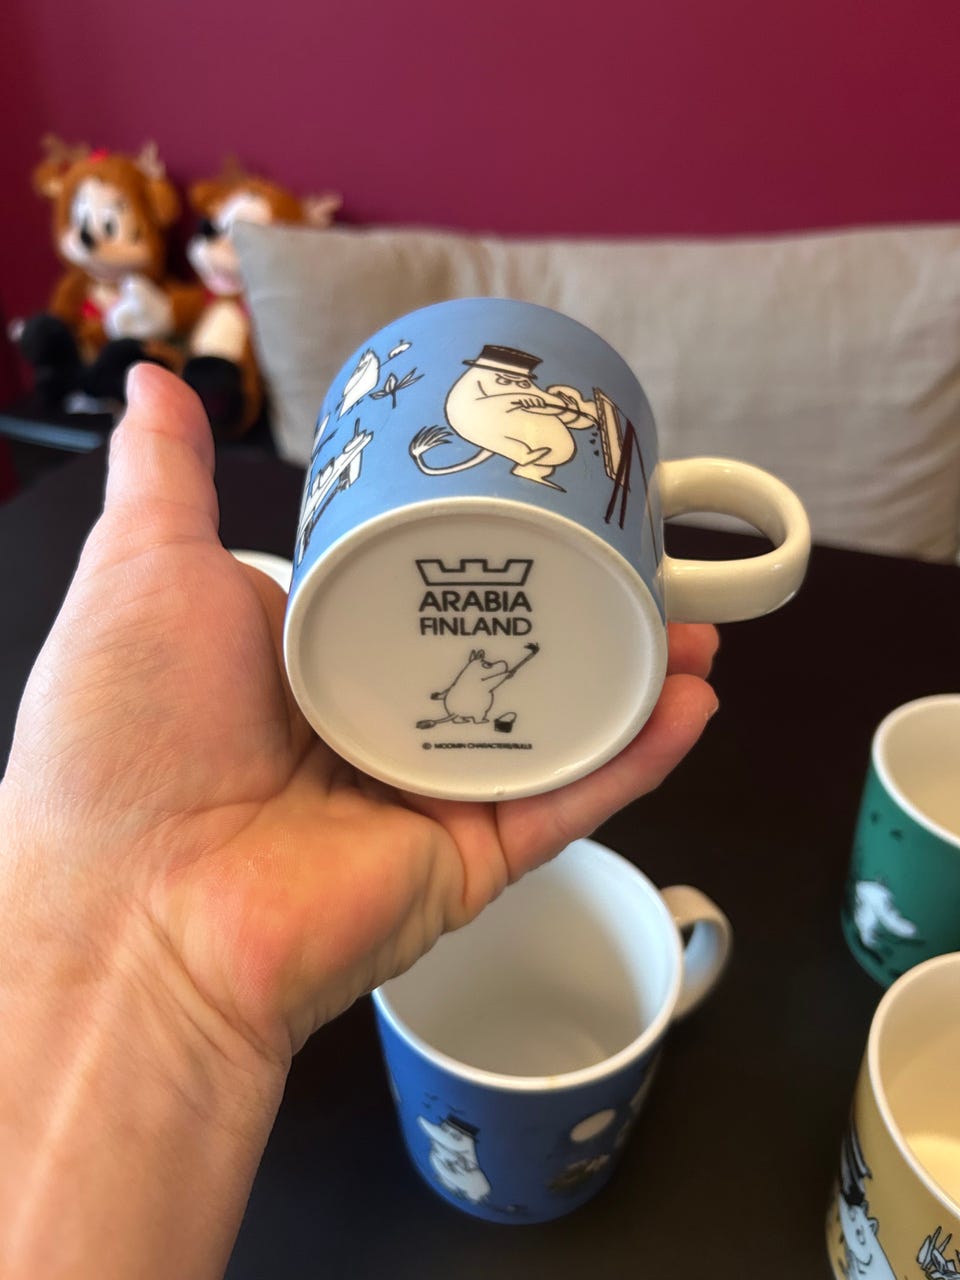 ARABIA
FINLAND
© MOOMIN CHARACTERS/BULLS